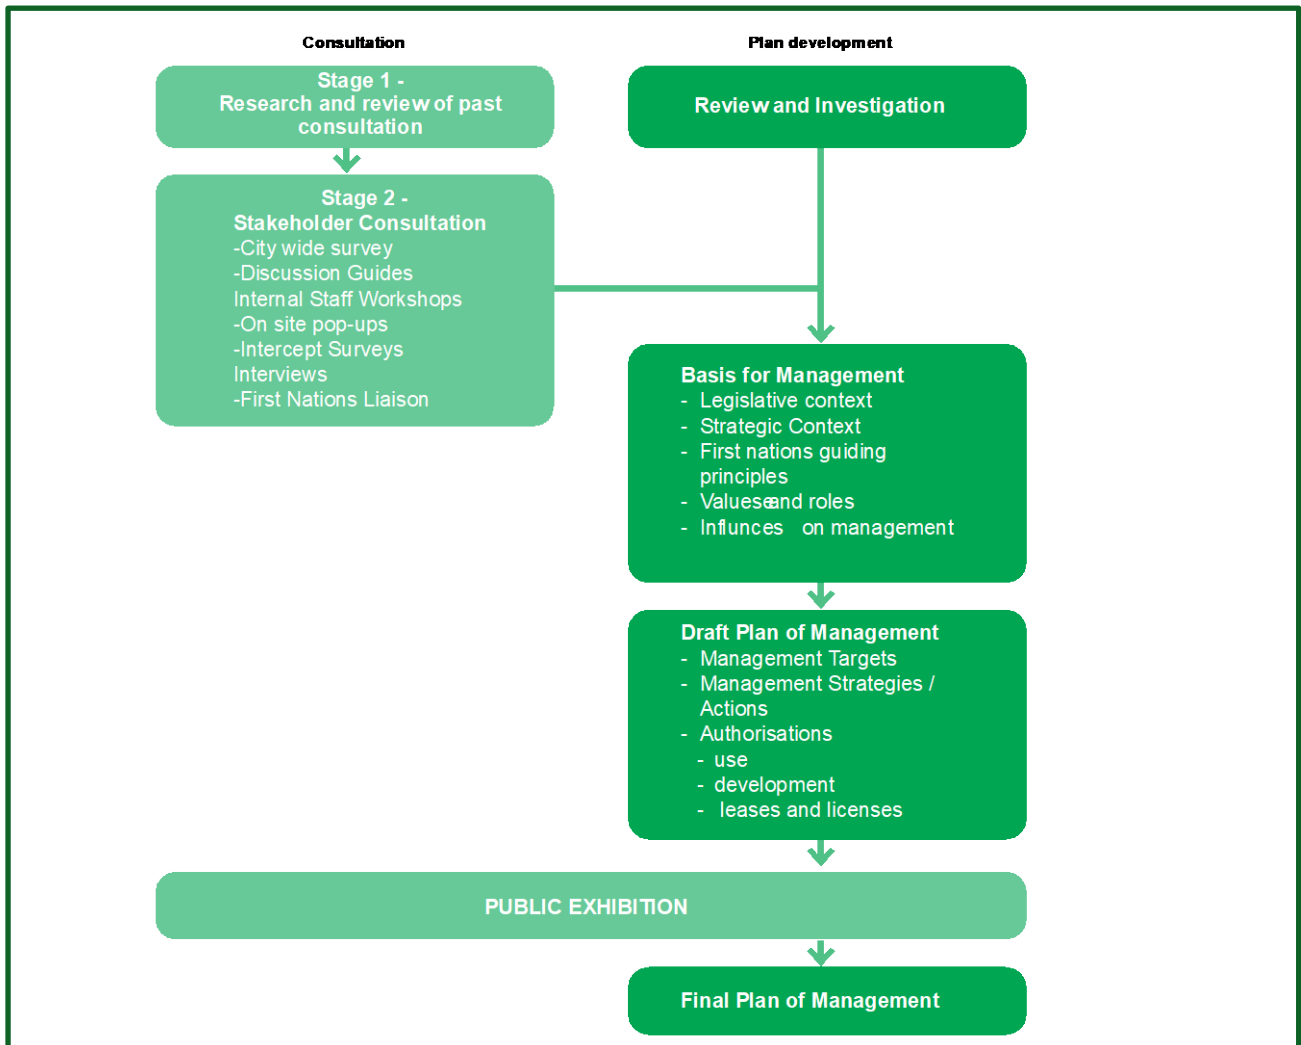 Consultation
Plan development
Stage 1 -
Research and review of past
consultation
Review and Investigation
Stage 2 -
Stakeholder Consultation
-City wide survey
-Discussion Guides
Internal Staff Workshops
-On site pop-ups
-Intercept Surveys
Interviews
-First Nations Liaison
Basis for Management
- Legislative context
- Strategic Context
- First nations guiding
principles
- Values and roles
- Influnces on management
Draft Plan of Management
- Management Targets
- Management Strategies /
Actions
- Authorisations
- use
- development
- leases and licenses
PUBLIC EXHIBITION
Final Plan of Management